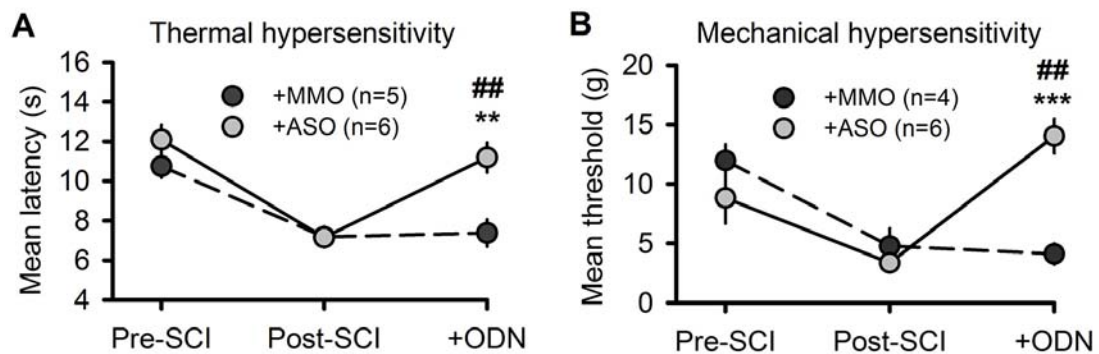 A
Thermal hypersensitivity
Mean latency (s)
16
14
12
10
8
6
4
+MMO (n=5)
+ASO (n=6)
##
**
Pre-SCI
Post-SCI
+ODN
B
Mechanical hypersensitivity
Mean threshold (g)
20
15
10
5
0
+MMO (n=4)
+ASO (n=6)
##
***
Pre-SCI
Post-SCI
+ODN